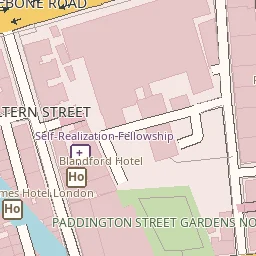 EBONE ROAD
LTERN STREET
Self-Realization Fellowship
Blandford Hotel
Ho
mes Hotel London
Ho
PADDINGTON STREET GARDENS NO